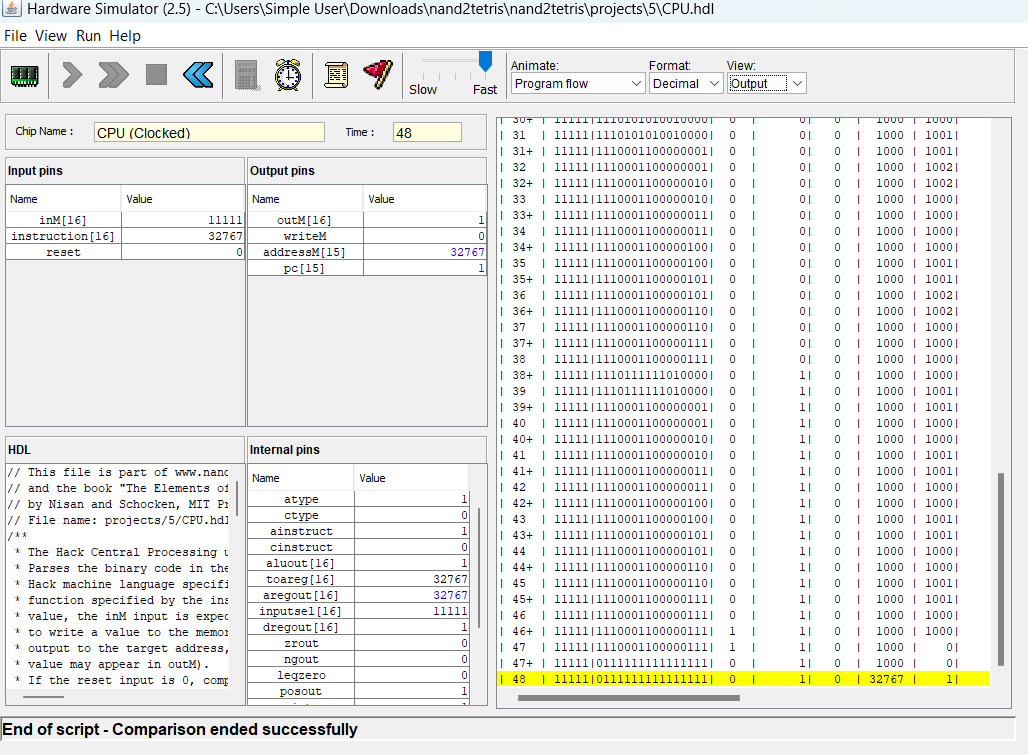 Hardware Simulator (2.5) - C:\Users\Simple User\Downloads\nand2tetris\nand2tetris\projects\5\CPU.hdl
File View Run Help
Slow Fast
Animate: Format: View:
Program flow Decimal Output
Chip Name : CPU (Clocked) Time : 48
Input pins
Name Value
inM[16] 11111
instruction[16] 32767
reset 0
Output pins
Name Value
outM[16] 1
writeM 0
addressM[15] 32767
pc[15] 1
HDL
// This file is part of www.nand
// and the book "The Elements of
// by Nisan and Schocken, MIT Pr
// File name: projects/5/CPU.hdl
/**
* The Hack Central Processing u
* Parses the binary code in the
* Hack machine language specifi
* function specified by the ins
* value, the inM input is expec
* to write a value to the memor
* output to the target address,
* value may appear in outM).
* If the reset input is 0, comp
Internal pins
Name Value
atype 1
ctype 0
ainstruct 1
cinstruct 0
aluout[16] 1
toareg[16] 32767
aregout[16] 32767
inputsel[16] 11111
dregout[16] 1
zrout 0
ngout 0
leqzero 0
posout 1
| 30+ | 11111|1110101010010000| 0 | 0| 0 | 1000 | 1001|
| 31 | 11111|1110101010010000| 0 | 0| 0 | 1000 | 1001|
| 31+ | 11111|1110001100000001| 0 | 0| 0 | 1000 | 1001|
| 32 | 11111|1110001100000001| 0 | 0| 0 | 1000 | 1002|
| 32+ | 11111|1110001100000010| 0 | 0| 0 | 1000 | 1002|
| 33 | 11111|1110001100000010| 0 | 0| 0 | 1000 | 1000|
| 33+ | 11111|1110001100000011| 0 | 0| 0 | 1000 | 1000|
| 34 | 11111|1110001100000011| 0 | 0| 0 | 1000 | 1000|
| 34+ | 11111|1110001100000100| 0 | 0| 0 | 1000 | 1000|
| 35 | 11111|1110001100000100| 0 | 0| 0 | 1000 | 1001|
| 35+ | 11111|1110001100000101| 0 | 0| 0 | 1000 | 1001|
| 36 | 11111|1110001100000101| 0 | 0| 0 | 1000 | 1002|
| 36+ | 11111|1110001100000110| 0 | 0| 0 | 1000 | 1002|
| 37 | 11111|1110001100000110| 0 | 0| 0 | 1000 | 1000|
| 37+ | 11111|1110001100000111| 0 | 0| 0 | 1000 | 1000|
| 38 | 11111|1110001100000111| 0 | 0| 0 | 1000 | 1000|
| 38+ | 11111|1110111111010000| 0 | 1| 0 | 1000 | 1000|
| 39 | 11111|1110111111010000| 0 | 1| 0 | 1000 | 1001|
| 39+ | 11111|1110001100000001| 0 | 1| 0 | 1000 | 1001|
| 40 | 11111|1110001100000001| 0 | 1| 0 | 1000 | 1000|
| 40+ | 11111|1110001100000010| 0 | 1| 0 | 1000 | 1000|
| 41 | 11111|1110001100000010| 0 | 1| 0 | 1000 | 1001|
| 41+ | 11111|1110001100000011| 0 | 1| 0 | 1000 | 1001|
| 42 | 11111|1110001100000011| 0 | 1| 0 | 1000 | 1000|
| 42+ | 11111|1110001100000100| 0 | 1| 0 | 1000 | 1000|
| 43 | 11111|1110001100000100| 0 | 1| 0 | 1000 | 1001|
| 43+ | 11111|1110001100000101| 0 | 1| 0 | 1000 | 1001|
| 44 | 11111|1110001100000101| 0 | 1| 0 | 1000 | 1000|
| 44+ | 11111|1110001100000110| 0 | 1| 0 | 1000 | 1000|
| 45 | 11111|1110001100000110| 0 | 1| 0 | 1000 | 1001|
| 45+ | 11111|1110001100000111| 0 | 1| 0 | 1000 | 1001|
| 46 | 11111|1110001100000111| 0 | 1| 0 | 1000 | 1000|
| 46+ | 11111|1110001100000111| 1 | 1| 0 | 1000 | 1000|
| 47 | 11111|1110001100000111| 1 | 1| 0 | 1000 | 0|
| 47+ | 11111|0111111111111111| 0 | 1| 0 | 1000 | 0|
| 48 | 11111|0111111111111111| 0 | 1| 0 | 32767 | 1|
End of script - Comparison ended successfully